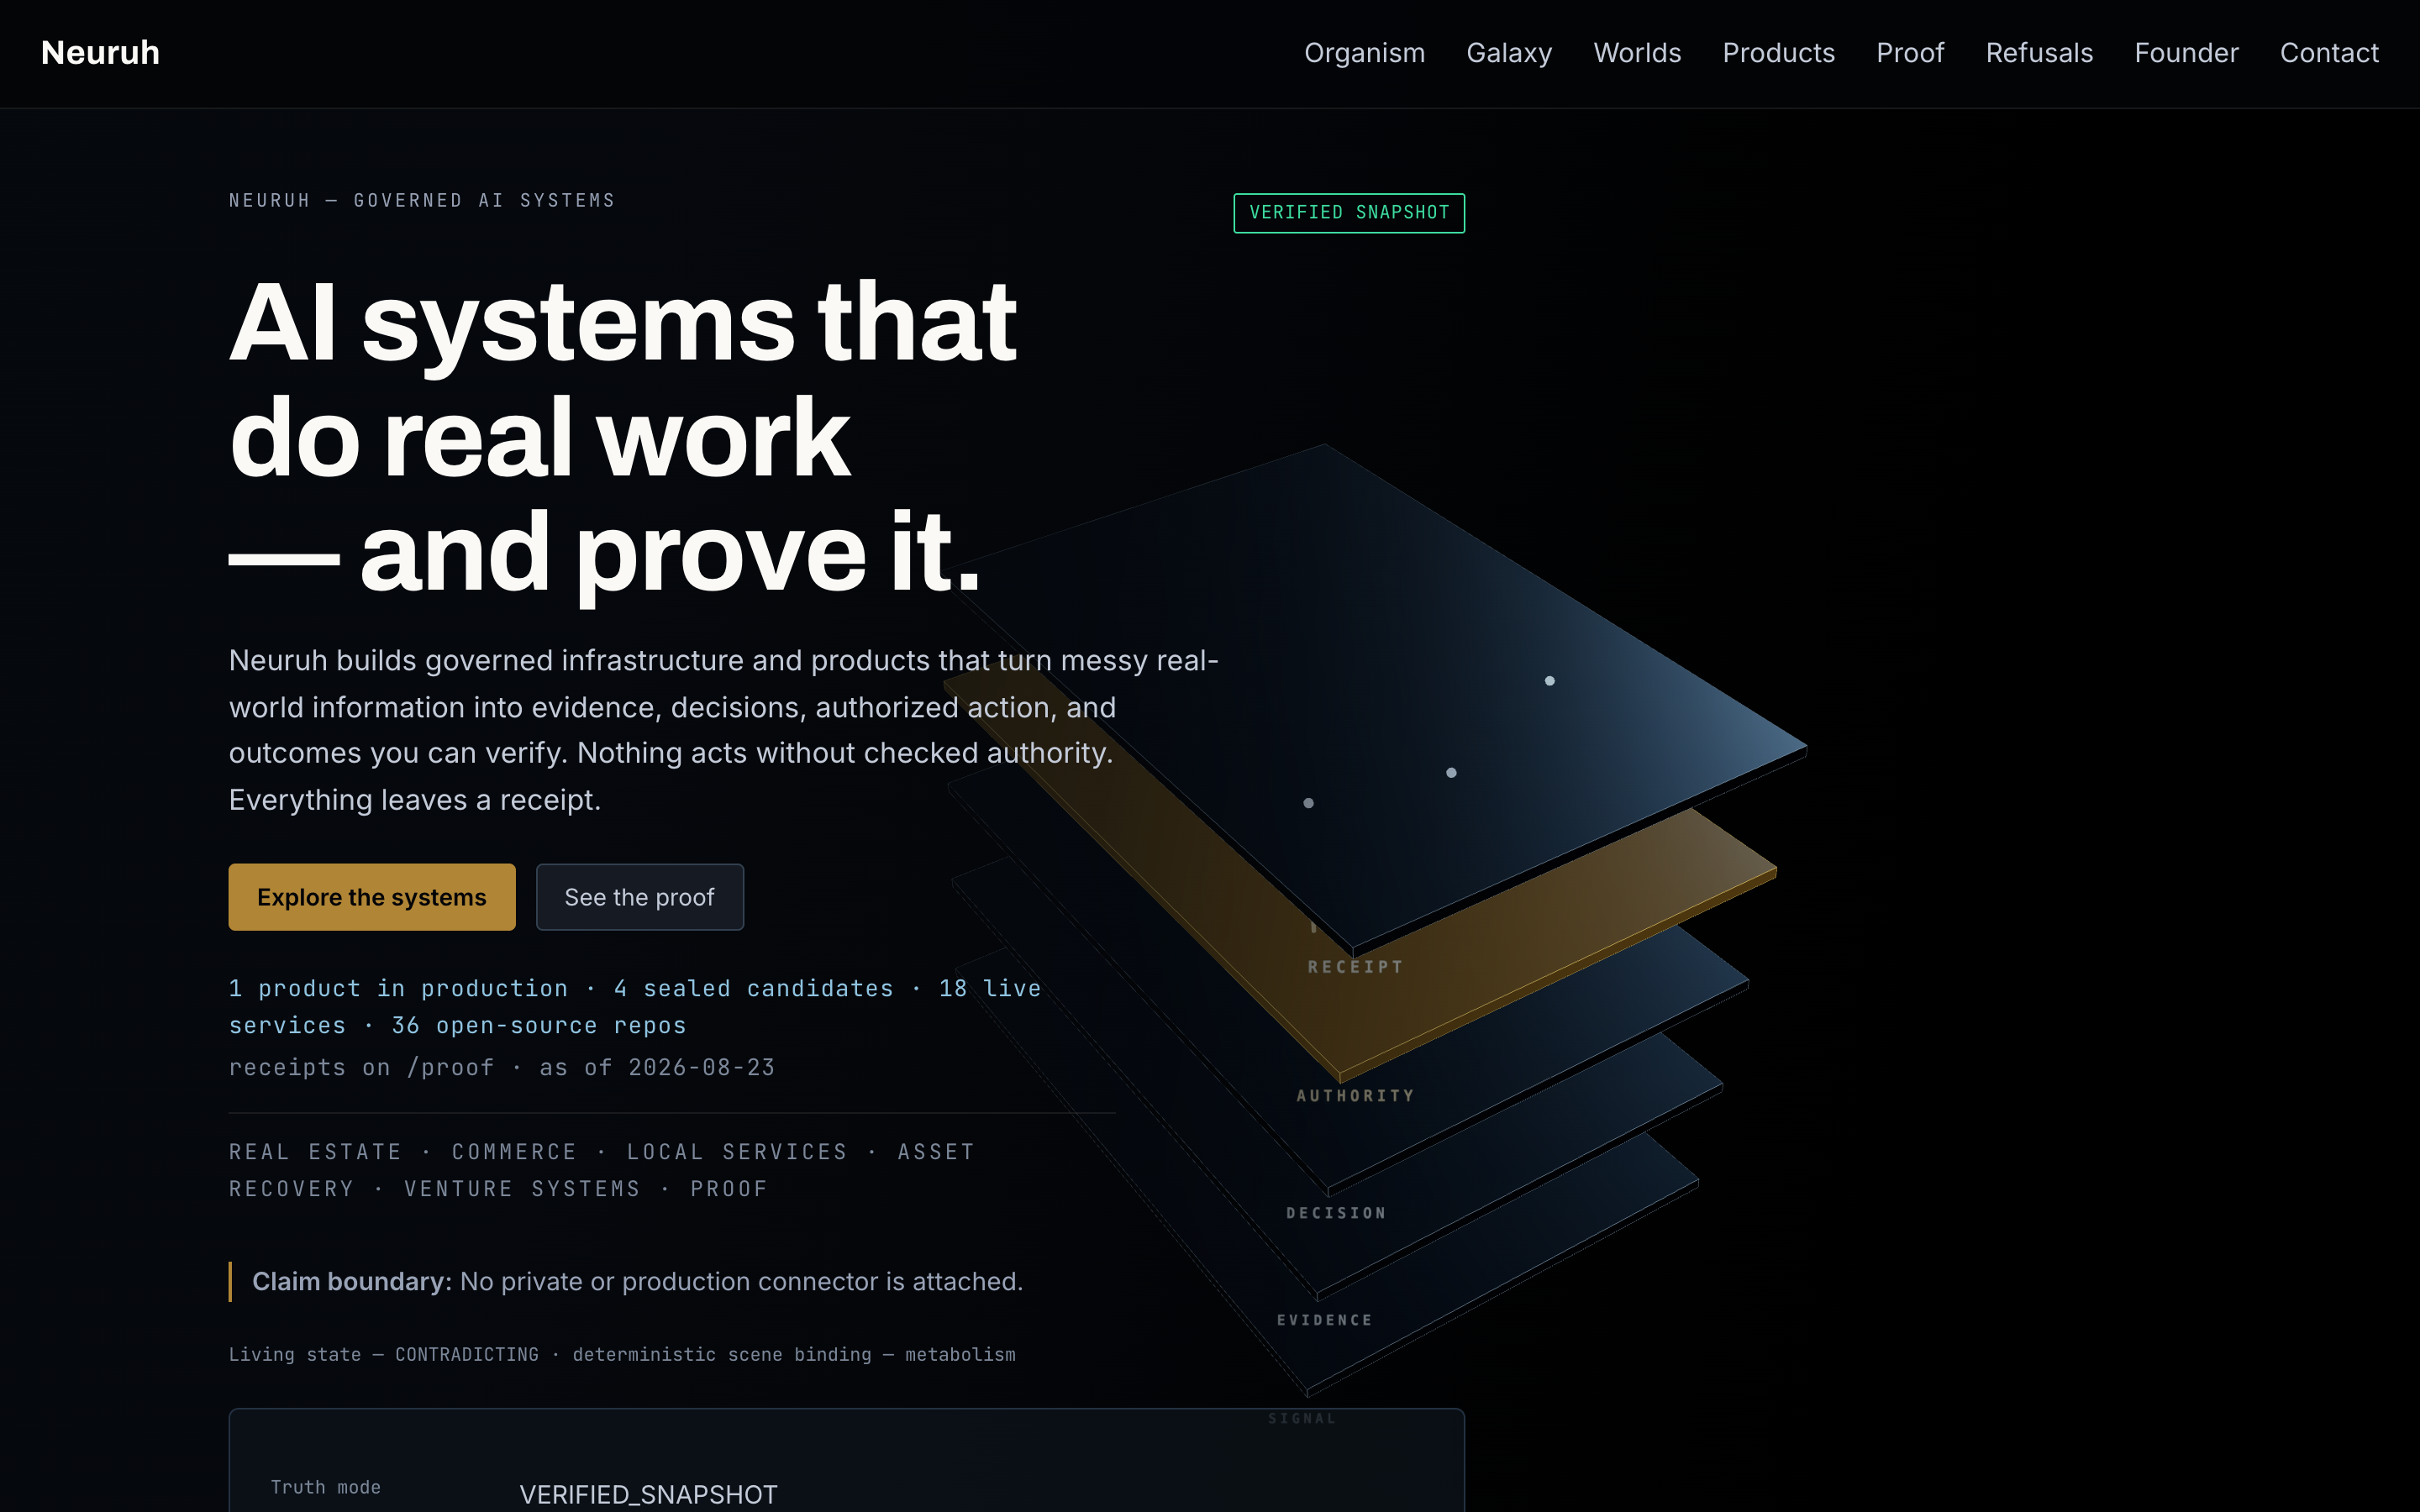 Neuruh
Organism Galaxy Worlds Products Proof Refusals Founder Contact
NEURUH — GOVERNED AI SYSTEMS
VERIFIED SNAPSHOT
AI systems that
do real work
— and prove it.
Neuruh builds governed infrastructure and products that turn messy real-
world information into evidence, decisions, authorized action, and
outcomes you can verify. Nothing acts without checked authority.
Everything leaves a receipt.
Explore the systems
See the proof
1 product in production · 4 sealed candidates · 18 live
services · 36 open-source repos
receipts on /proof · as of 2026-08-23
REAL ESTATE · COMMERCE · LOCAL SERVICES · ASSET
RECOVERY · VENTURE SYSTEMS · PROOF
Claim boundary: No private or production connector is attached.
Living state — CONTRADICTING · deterministic scene binding — metabolism
RECEIPT
AUTHORITY
DECISION
EVIDENCE
SIGNAL
Truth mode
VERIFIED_SNAPSHOT